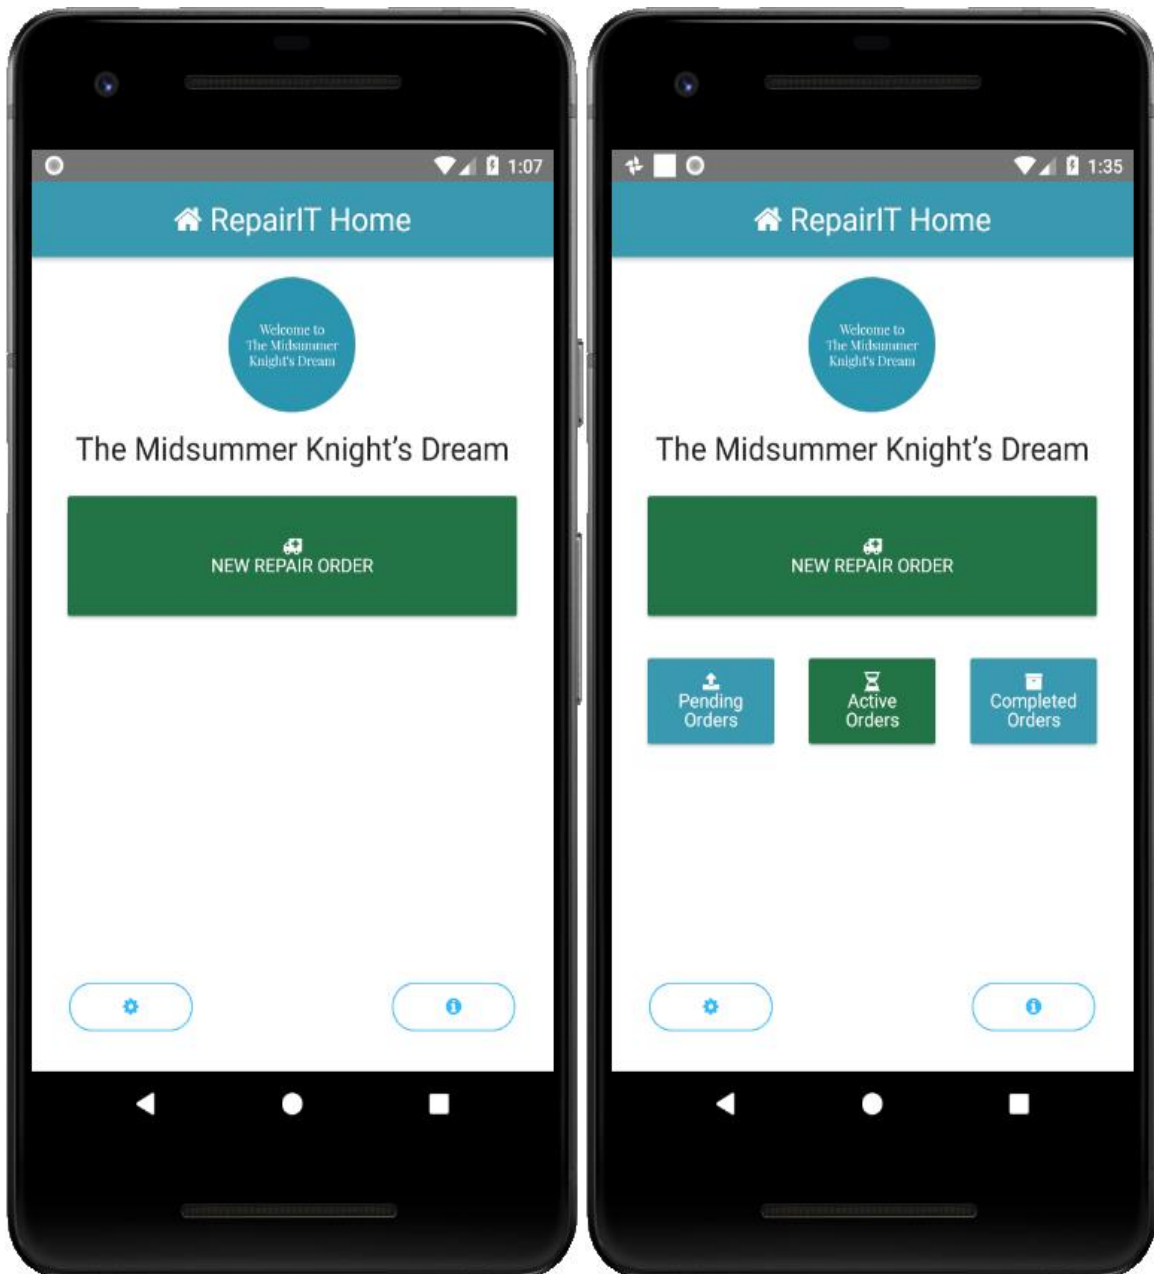 1:07
RepairIT Home
Welcome to
The Midsummer
Knight's Dream
The Midsummer Knight’s Dream
NEW REPAIR ORDER
1:35
RepairIT Home
Welcome to
The Midsummer
Knight's Dream
The Midsummer Knight’s Dream
NEW REPAIR ORDER
Pending
Orders
Active
Orders
Completed
Orders